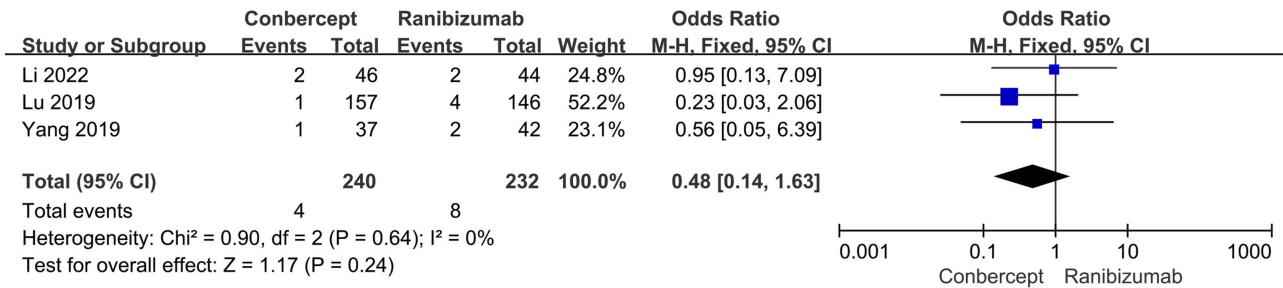 Conbercept Ranibizumab Odds Ratio Odds Ratio
Study or Subgroup Events Total Events Total Weight M-H, Fixed, 95% CI M-H, Fixed, 95% CI
Li 2022 2 46 2 44 24.8% 0.95 [0.13, 7.09]
Lu 2019 1 157 4 146 52.2% 0.23 [0.03, 2.06]
Yang 2019 1 37 2 42 23.1% 0.56 [0.05, 6.39]
Total (95% CI) 240 232 100.0% 0.48 [0.14, 1.63]
Total events 4 8
Heterogeneity: Chi² = 0.90, df = 2 (P = 0.64); I² = 0%
Test for overall effect: Z = 1.17 (P = 0.24)
0.001 0.1 1 10 1000
Conbercept Ranibizumab